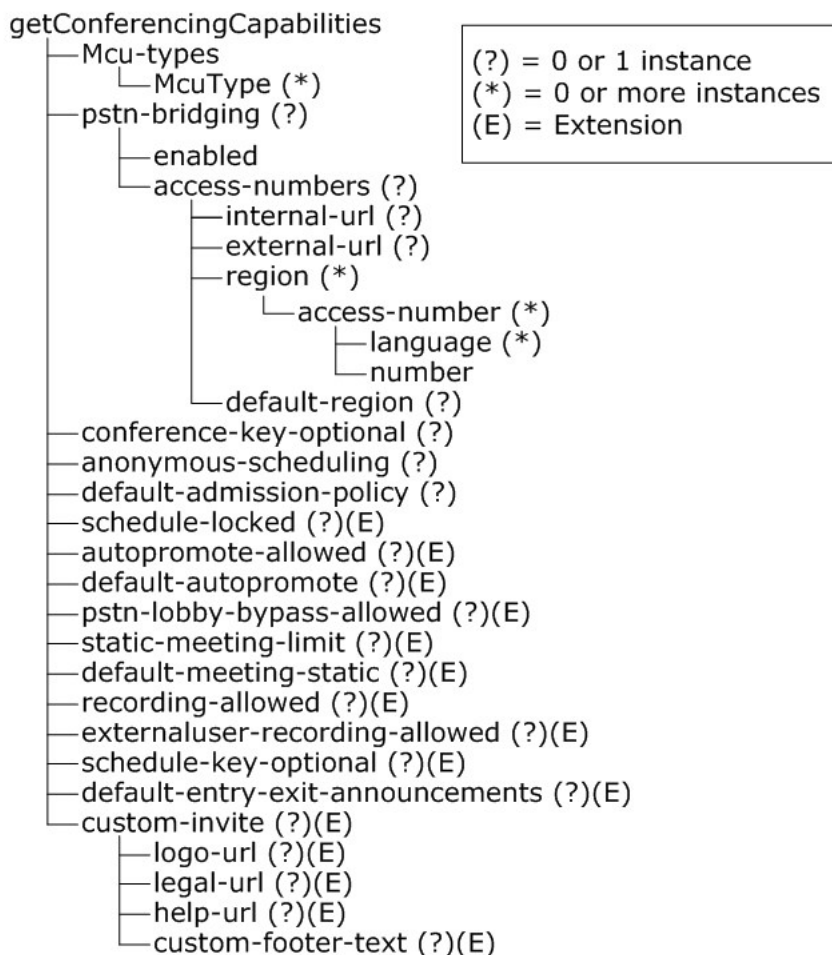 getConferencingCapabilities
Mcu-types
McuType (*)
pstn-bridging (?)
enabled
access-numbers (?)
internal-url (?)
external-url (?)
region (*)
access-number (*)
language (*)
number
default-region (?)
conference-key-optional (?)
anonymous-scheduling (?)
default-admission-policy (?)
schedule-locked (?)(E)
autopromote-allowed (?)(E)
default-autopromote (?)(E)
pstn-lobby-bypass-allowed (?)(E)
static-meeting-limit (?)(E)
default-meeting-static (?)(E)
recording-allowed (?)(E)
externaluser-recording-allowed (?)(E)
schedule-key-optional (?)(E)
default-entry-exit-announcements (?)(E)
custom-invite (?)(E)
logo-url (?)(E)
legal-url (?)(E)
help-url (?)(E)
custom-footer-text (?)(E)
(?) = 0 or 1 instance
(*) = 0 or more instances
(E) = Extension